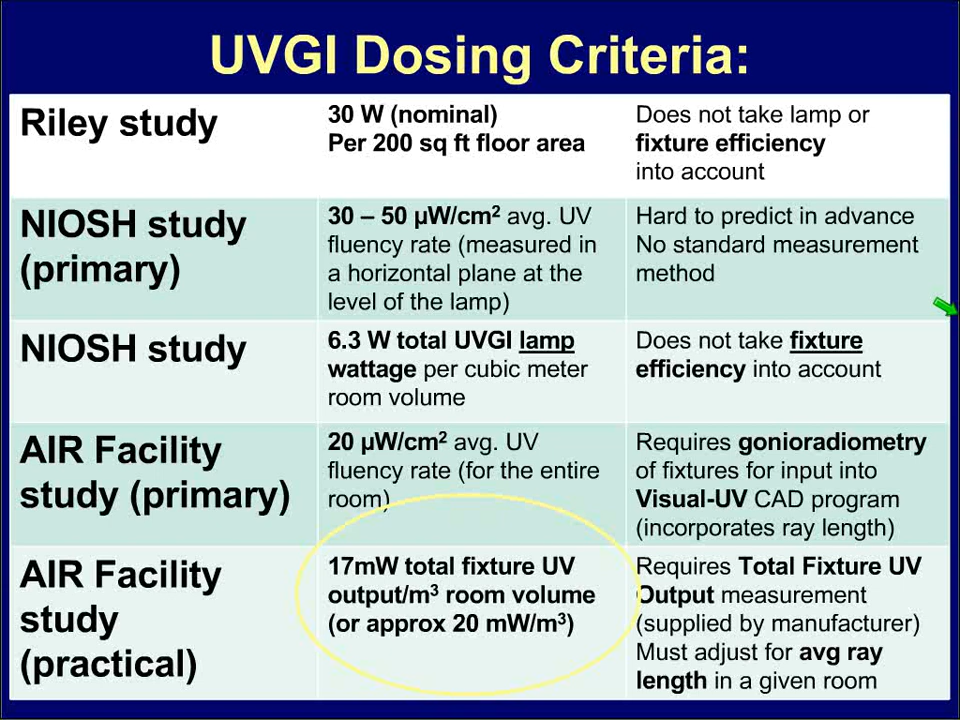 UVGI Dosing Criteria:
Riley study
30 W (nominal)
Per 200 sq ft floor area
Does not take lamp or
fixture efficiency
into account
NIOSH study
(primary)
30 – 50 µW/cm² avg. UV
fluency rate (measured in
a horizontal plane at the
level of the lamp)
Hard to predict in advance
No standard measurement
method
NIOSH study
6.3 W total UVGI lamp
wattage per cubic meter
room volume
Does not take fixture
efficiency into account
AIR Facility
study (primary)
20 µW/cm² avg. UV
fluency rate (for the entire
room)
Requires gonioradiometry
of fixtures for input into
Visual-UV CAD program
(incorporates ray length)
AIR Facility
study
(practical)
17mW total fixture UV
output/m³ room volume
(or approx 20 mW/m³)
Requires Total Fixture UV
Output measurement
(supplied by manufacturer)
Must adjust for avg ray
length in a given room